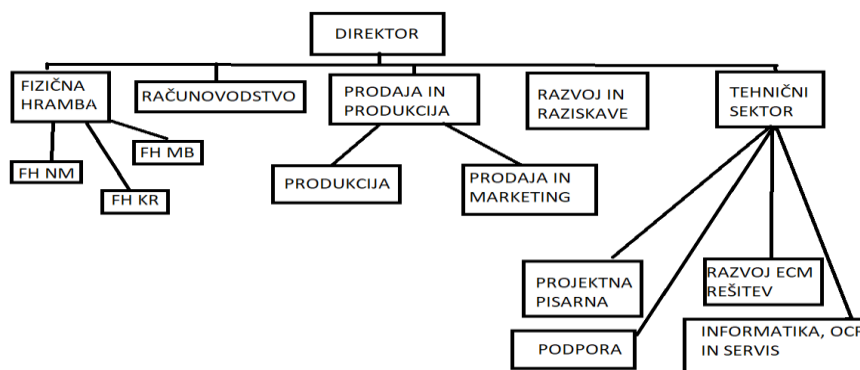 DIREKTOR
FIZIČNA
HRAMBA
RAČUNOVODSTVO
PRODAJA IN
PRODUKCIJA
RAZVOJ IN
RAZISKAVE
TEHNIČNI
SEKTOR
FH NM
FH KR
FH MB
PRODUKCIJA
PRODAJA IN
MARKETING
PROJEKTNA
PISARNA
PODPORA
RAZVOJ ECM
REŠITEV
INFORMATIKA, OCR
IN SERVIS